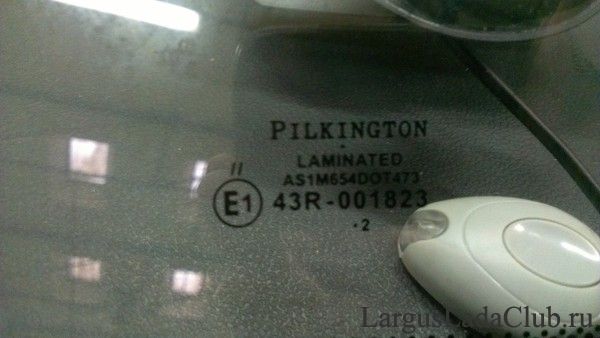 PILKINGTON
LAMINATED
AS1M654DOT473
II
E1 43R-001823
·2
LargusLadaClub.ru